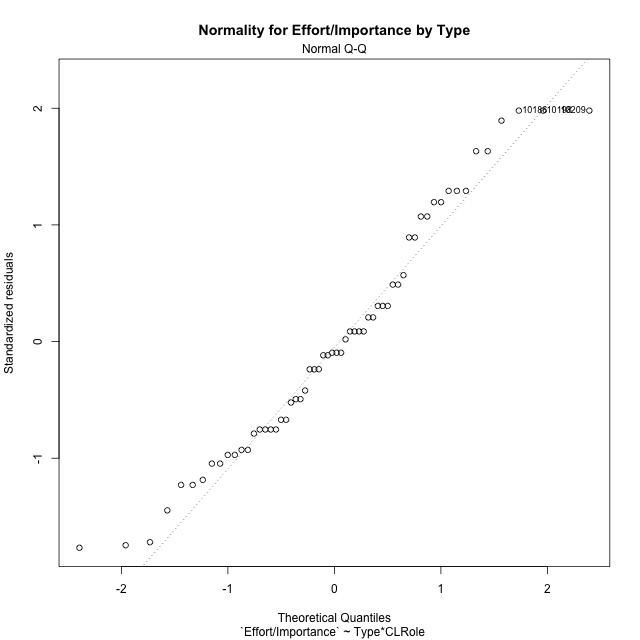 Normality for Effort/Importance by Type
Normal Q-Q
Standardized residuals
2
1
0
-1
-2
-1
0
1
2
Theoretical Quantiles
`Effort/Importance` ~ Type*CLRole